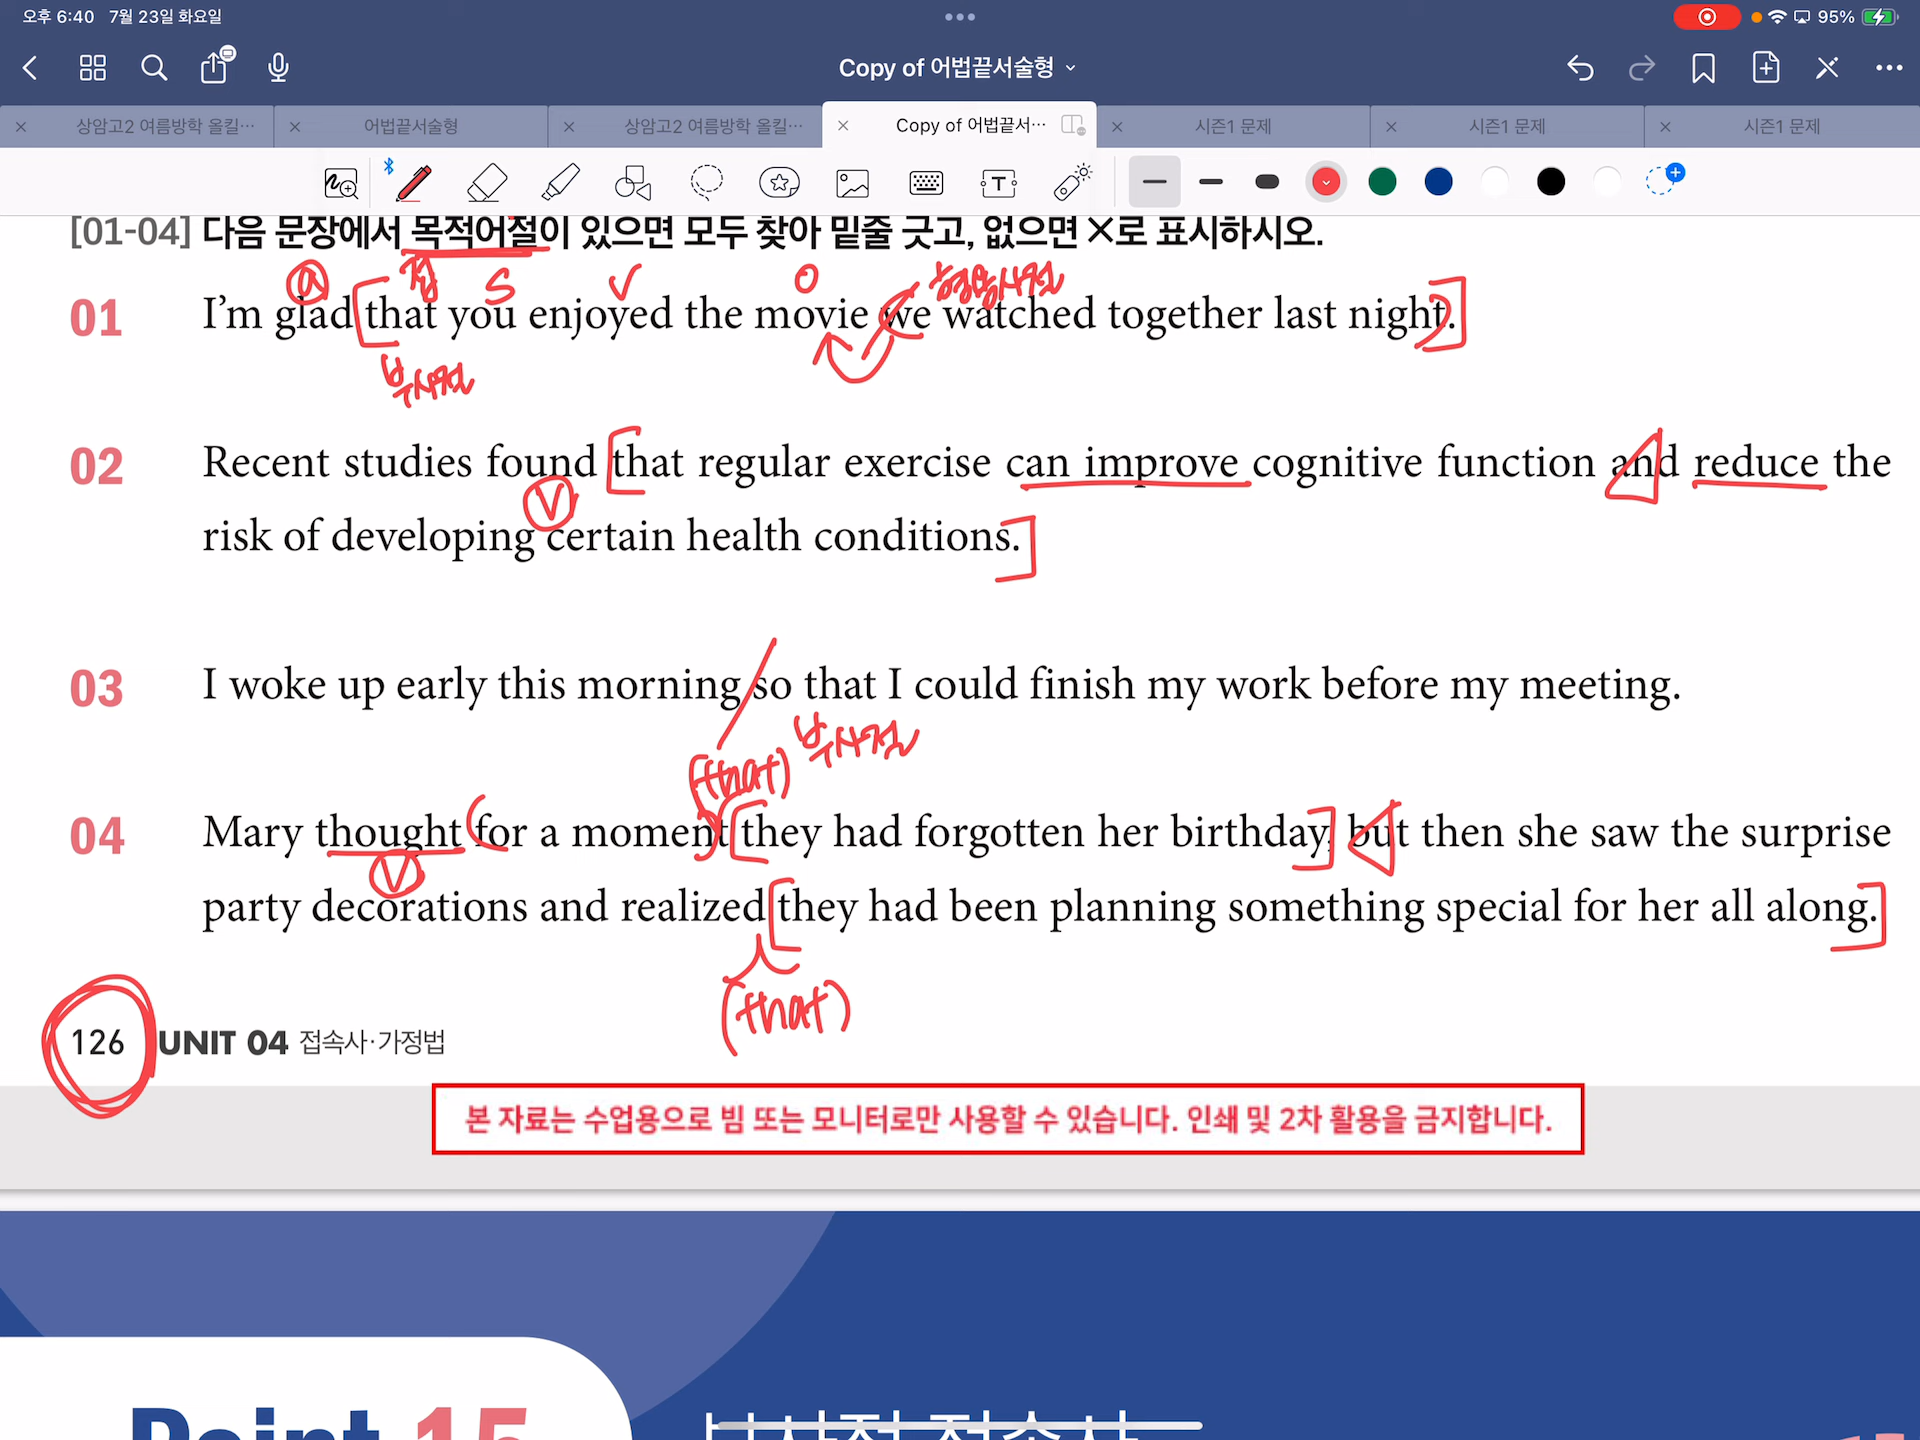 오후 6:40 7월 23일 화요일
95%
Copy of 어법끝서술형
상암고2 여름방학 올킬…
어법끝서술형
상암고2 여름방학 올킬…
Copy of 어법끝서…
시즌1 문제
시즌1 문제
시즌1 문제
[01-04] 다음 문장에서 목적어절이 있으면 모두 찾아 밑줄 긋고, 없으면 ✕로 표시하시오.
ⓐ 접 S V O 형용사절
01 I'm glad [that you enjoyed the movie (we watched together last night.)]
부사절
02 Recent studies found [that regular exercise can improve cognitive function and reduce the
V
risk of developing certain health conditions.]
03 I woke up early this morning / so that I could finish my work before my meeting.
부사절
(that)
04 Mary thought (for a moment) [they had forgotten her birthday,] but then she saw the surprise
V
party decorations and realized [they had been planning something special for her all along.]
(that)
126 UNIT 04 접속사·가정법
본 자료는 수업용으로 빔 또는 모니터로만 사용할 수 있습니다. 인쇄 및 2차 활용을 금지합니다.
Point 15